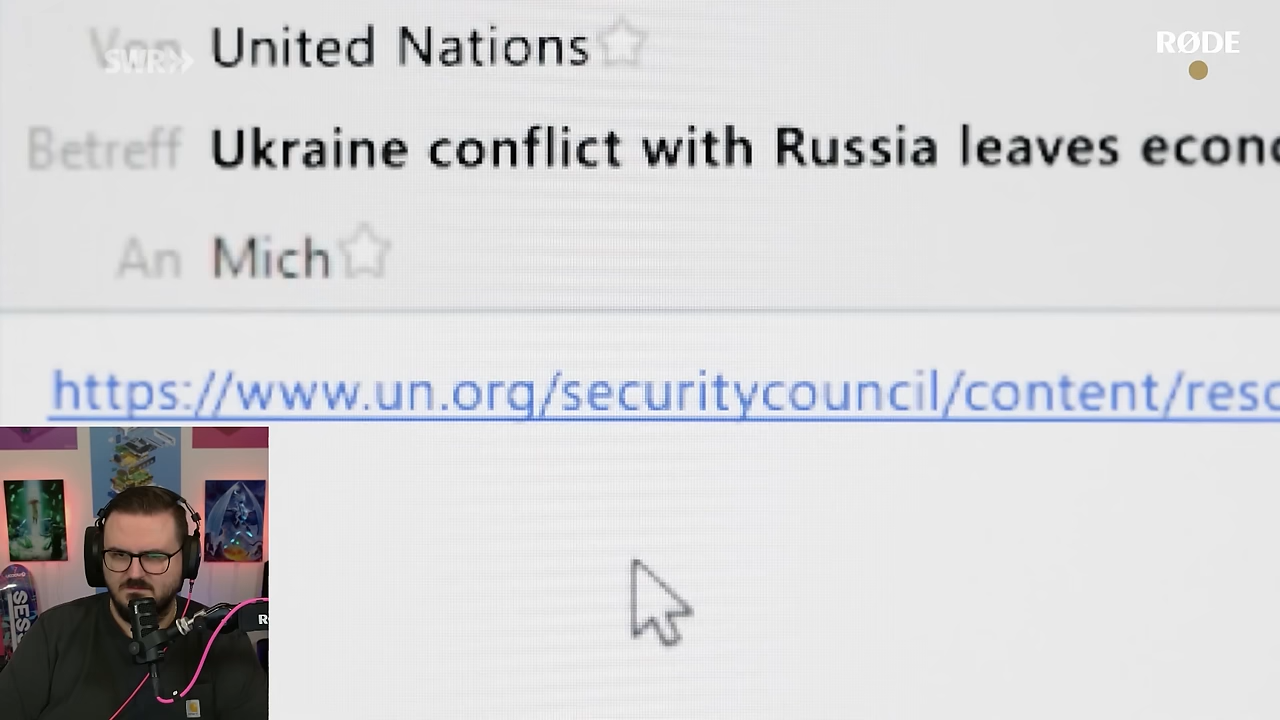 Von United Nations
SWR»
RØDE
Betreff Ukraine conflict with Russia leaves econo
An Mich
https://www.un.org/securitycouncil/content/reso
SES
R